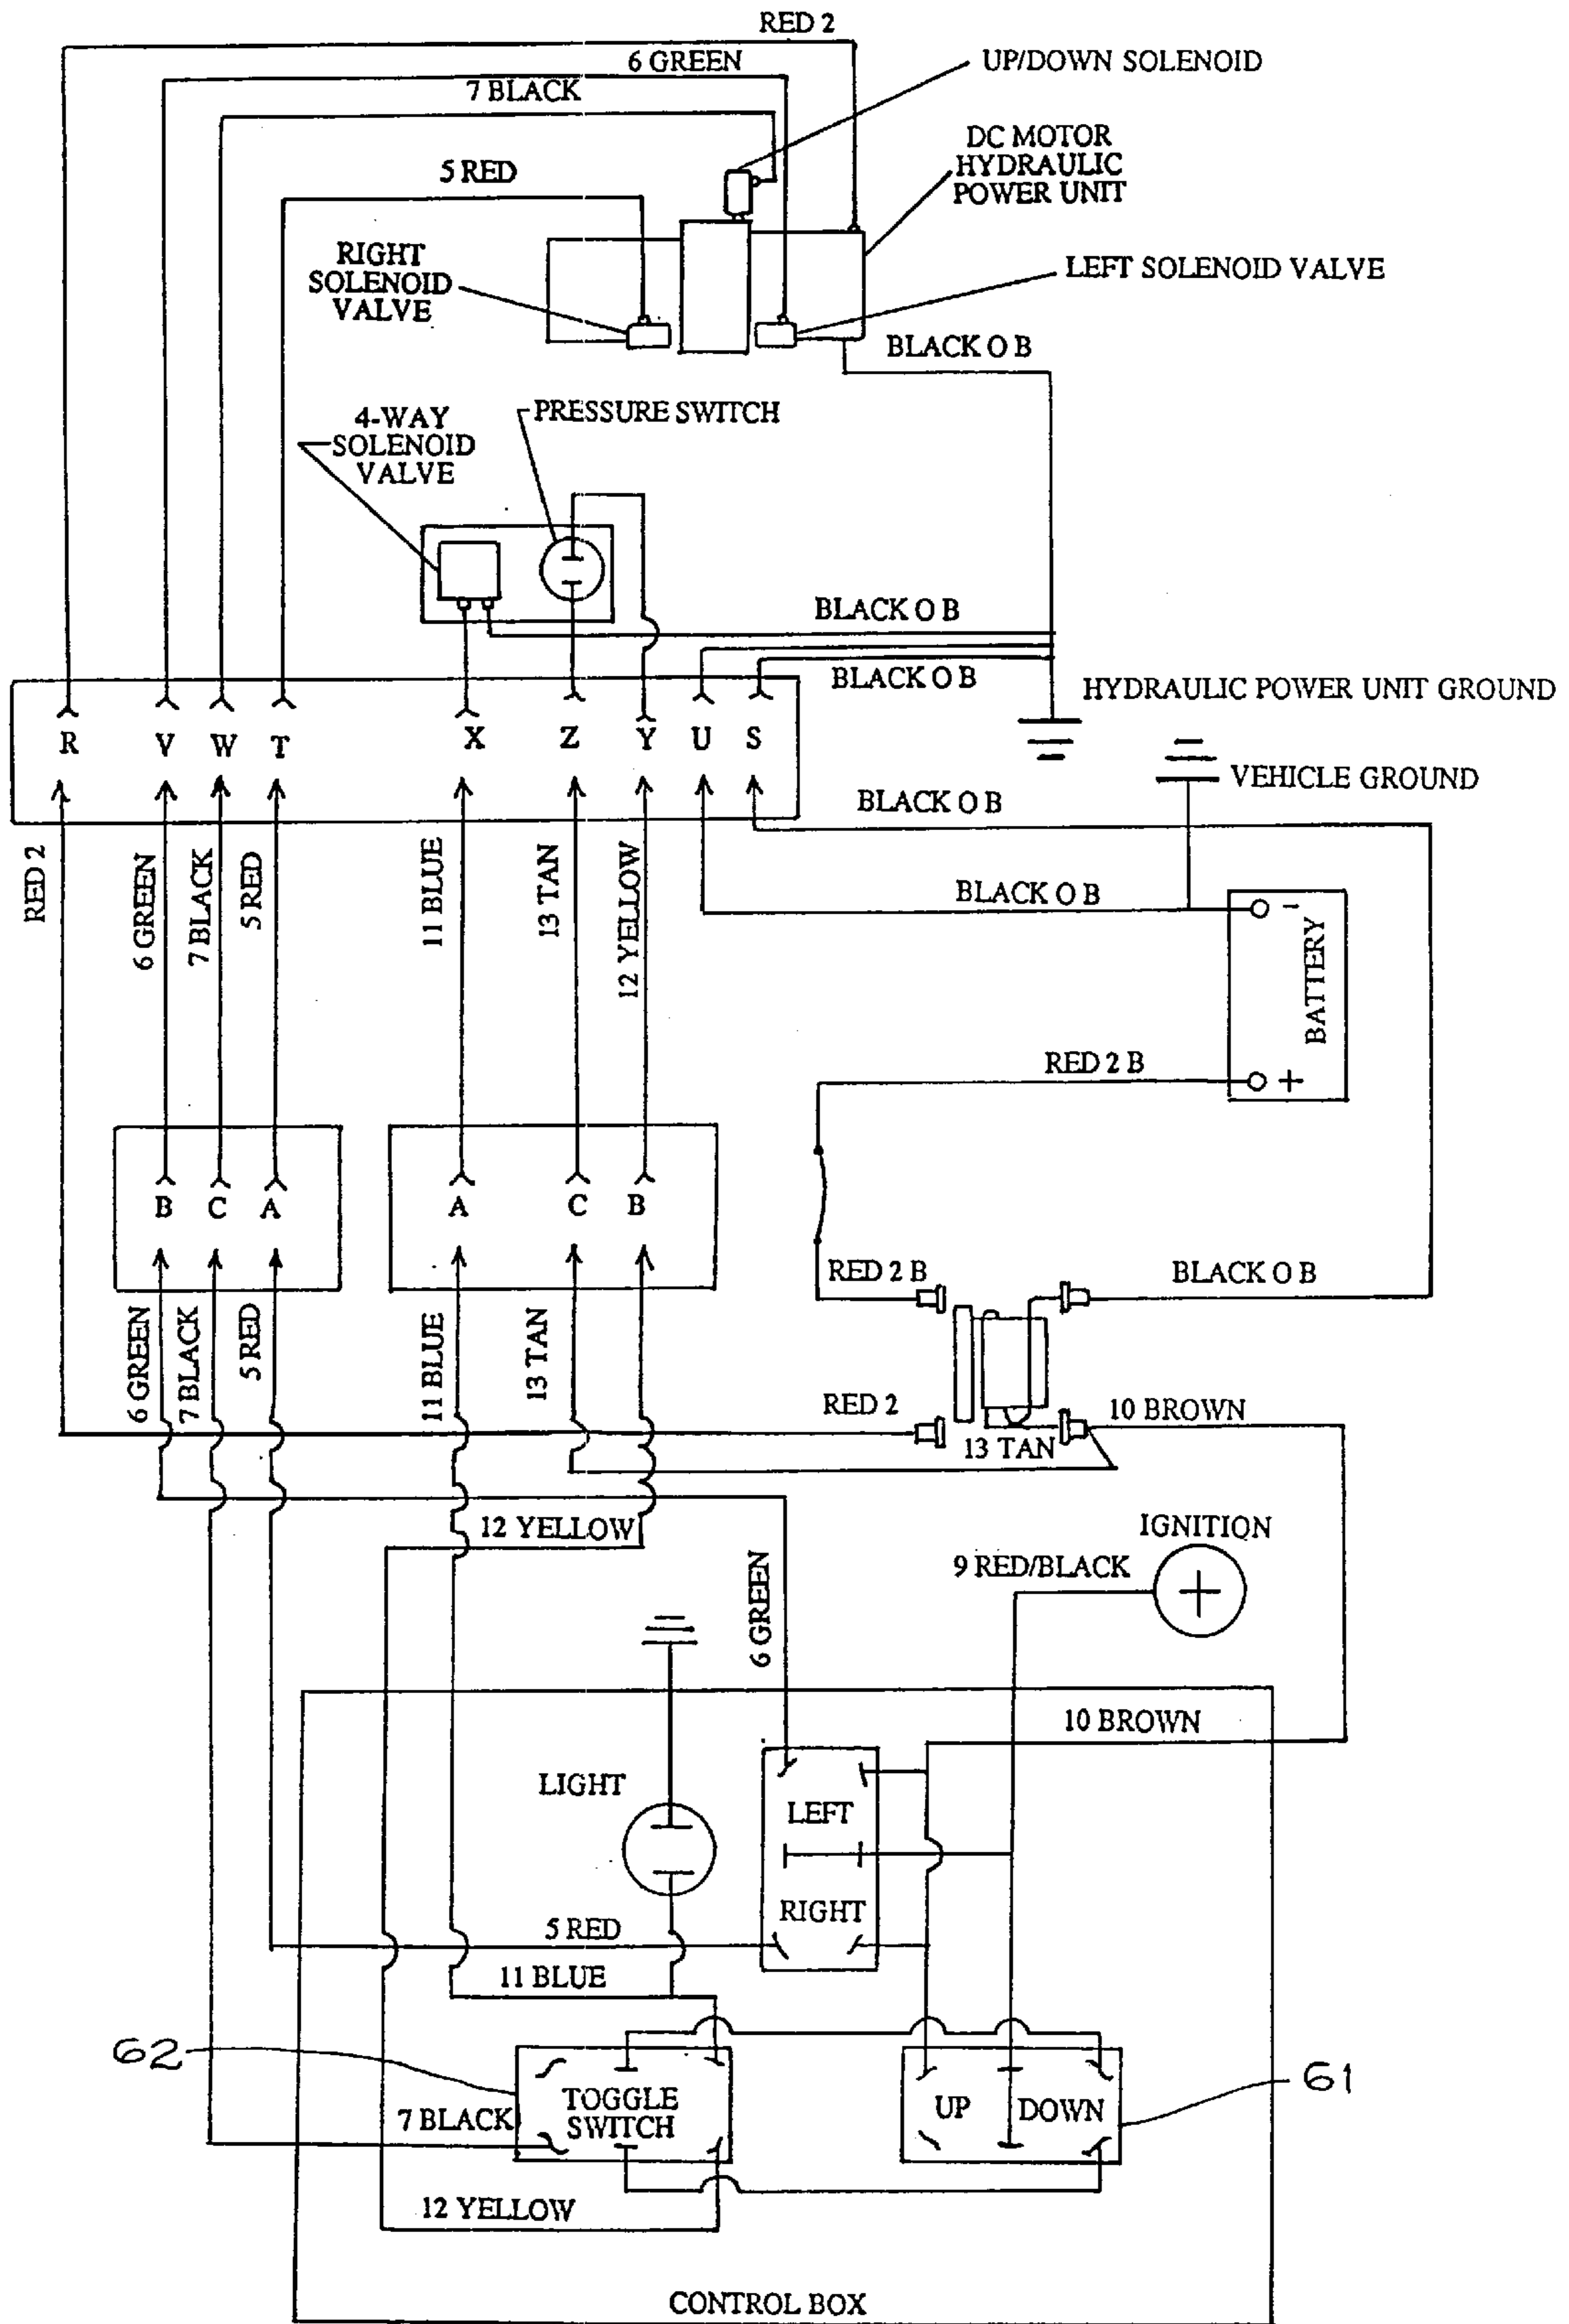 RED 2
6 GREEN
UP/DOWN SOLENOID
7 BLACK
DC MOTOR
HYDRAULIC
POWER UNIT
5 RED
RIGHT
SOLENOID
VALVE
LEFT SOLENOID VALVE
BLACK O B
4-WAY
SOLENOID
VALVE
PRESSURE SWITCH
BLACK O B
BLACK O B
HYDRAULIC POWER UNIT GROUND
R
V
W
T
X
Z
Y
U
S
VEHICLE GROUND
BLACK O B
RED 2
6 GREEN
7 BLACK
5 RED
11 BLUE
13 TAN
12 YELLOW
BLACK O B
-
BATTERY
+
RED 2 B
B
C
A
A
C
B
RED 2 B
BLACK O B
6 GREEN
7 BLACK
5 RED
11 BLUE
13 TAN
RED 2
10 BROWN
13 TAN
12 YELLOW
IGNITION
9 RED/BLACK
6 GREEN
10 BROWN
LIGHT
LEFT
RIGHT
5 RED
11 BLUE
62
61
TOGGLE
SWITCH
UP
DOWN
7 BLACK
12 YELLOW
CONTROL BOX